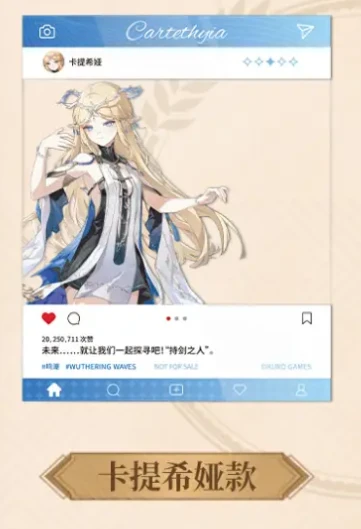 Cartethyia
卡提希娅
20,250,711 次赞
未来……就让我们一起探寻吧！“持剑之人”。
#鸣潮 #WUTHERING WAVES NOT FOR SALE ©KURO GAMES
卡提希娅款